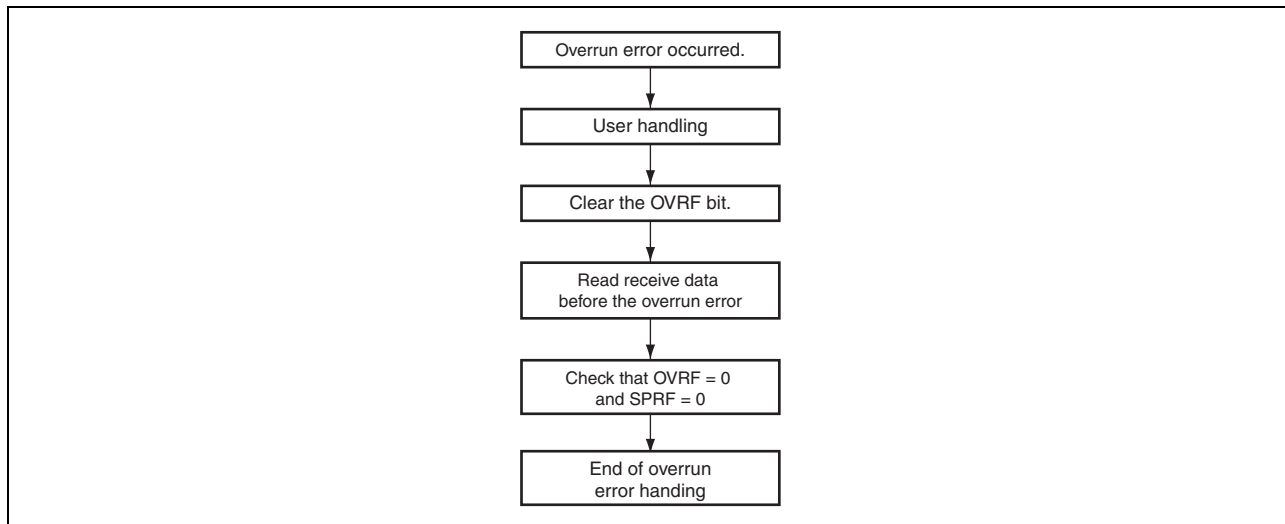 Overrun error occurred.
User handling
Clear the OVRF bit.
Read receive data
before the overrun error
Check that OVRF = 0
and SPRF = 0
End of overrun
error handing